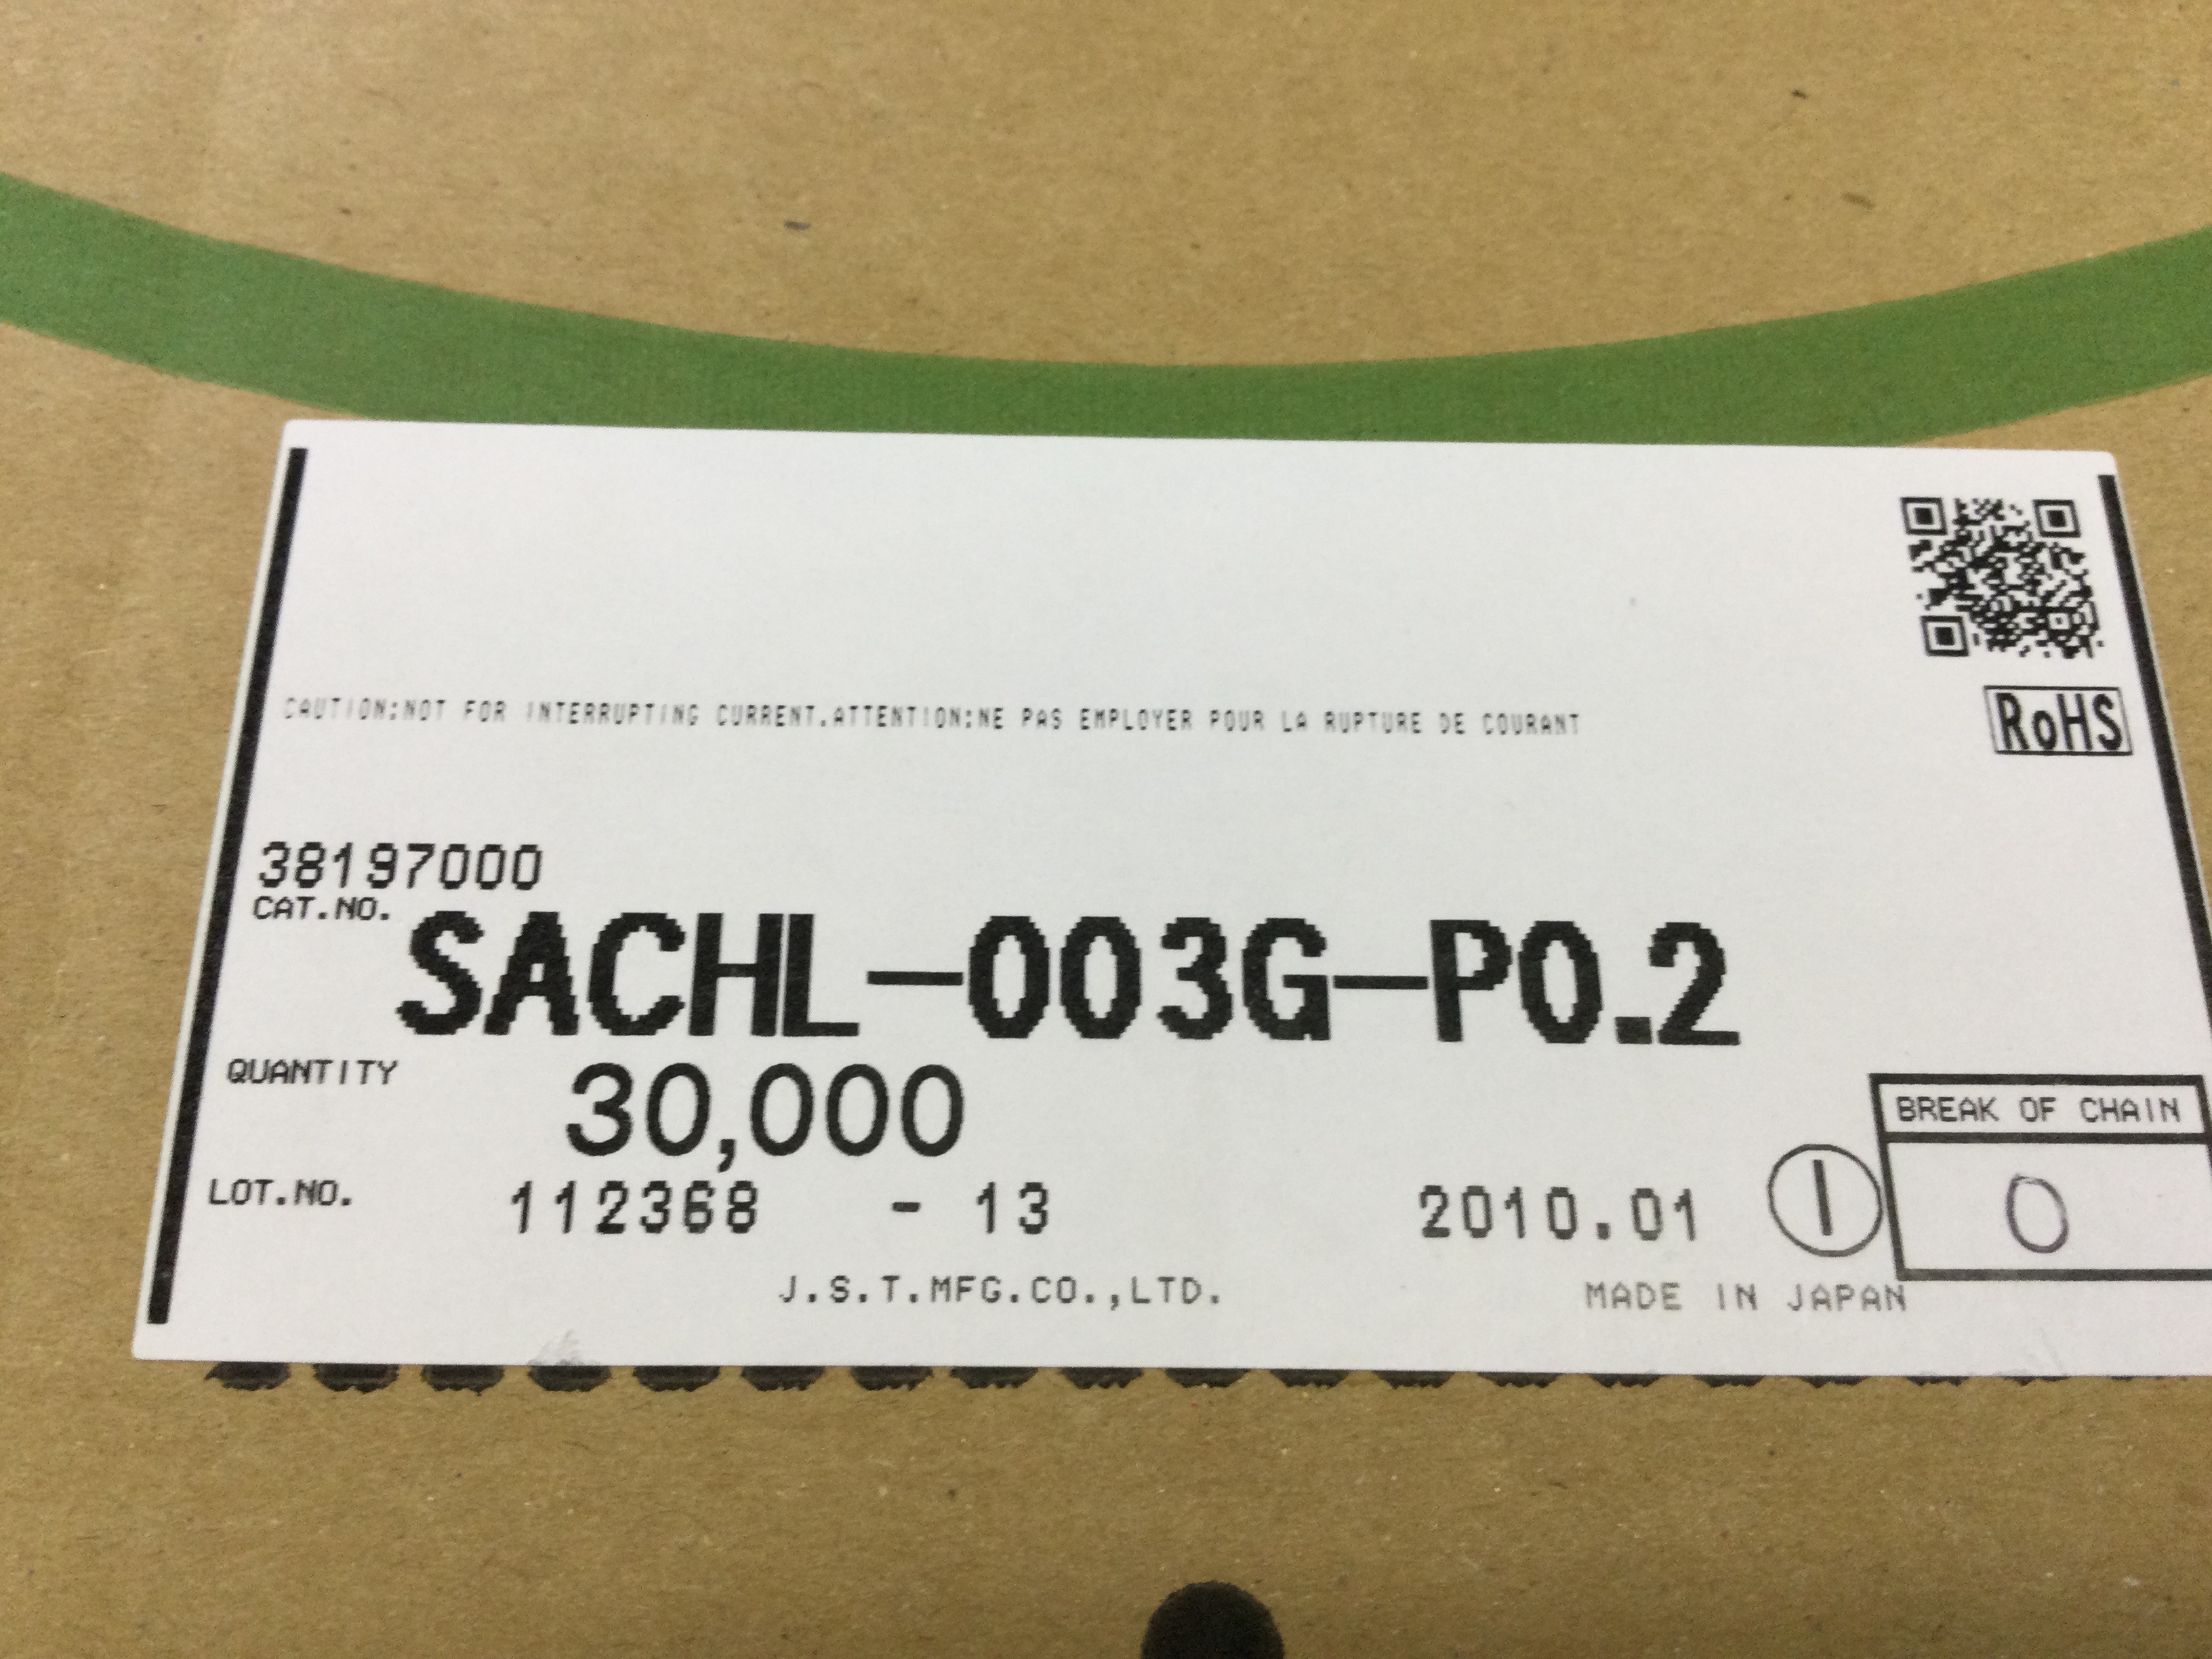 CAUTION:NOT FOR INTERRUPTING CURRENT.ATTENTION:NE PAS EMPLOYER POUR LA RUPTURE DE COURANT
RoHS
38197000
CAT.NO. SACHL-003G-P0.2
QUANTITY 30,000
BREAK OF CHAIN
LOT.NO. 112368 - 13 2010.01 1 0
J.S.T.MFG.CO.,LTD. MADE IN JAPAN